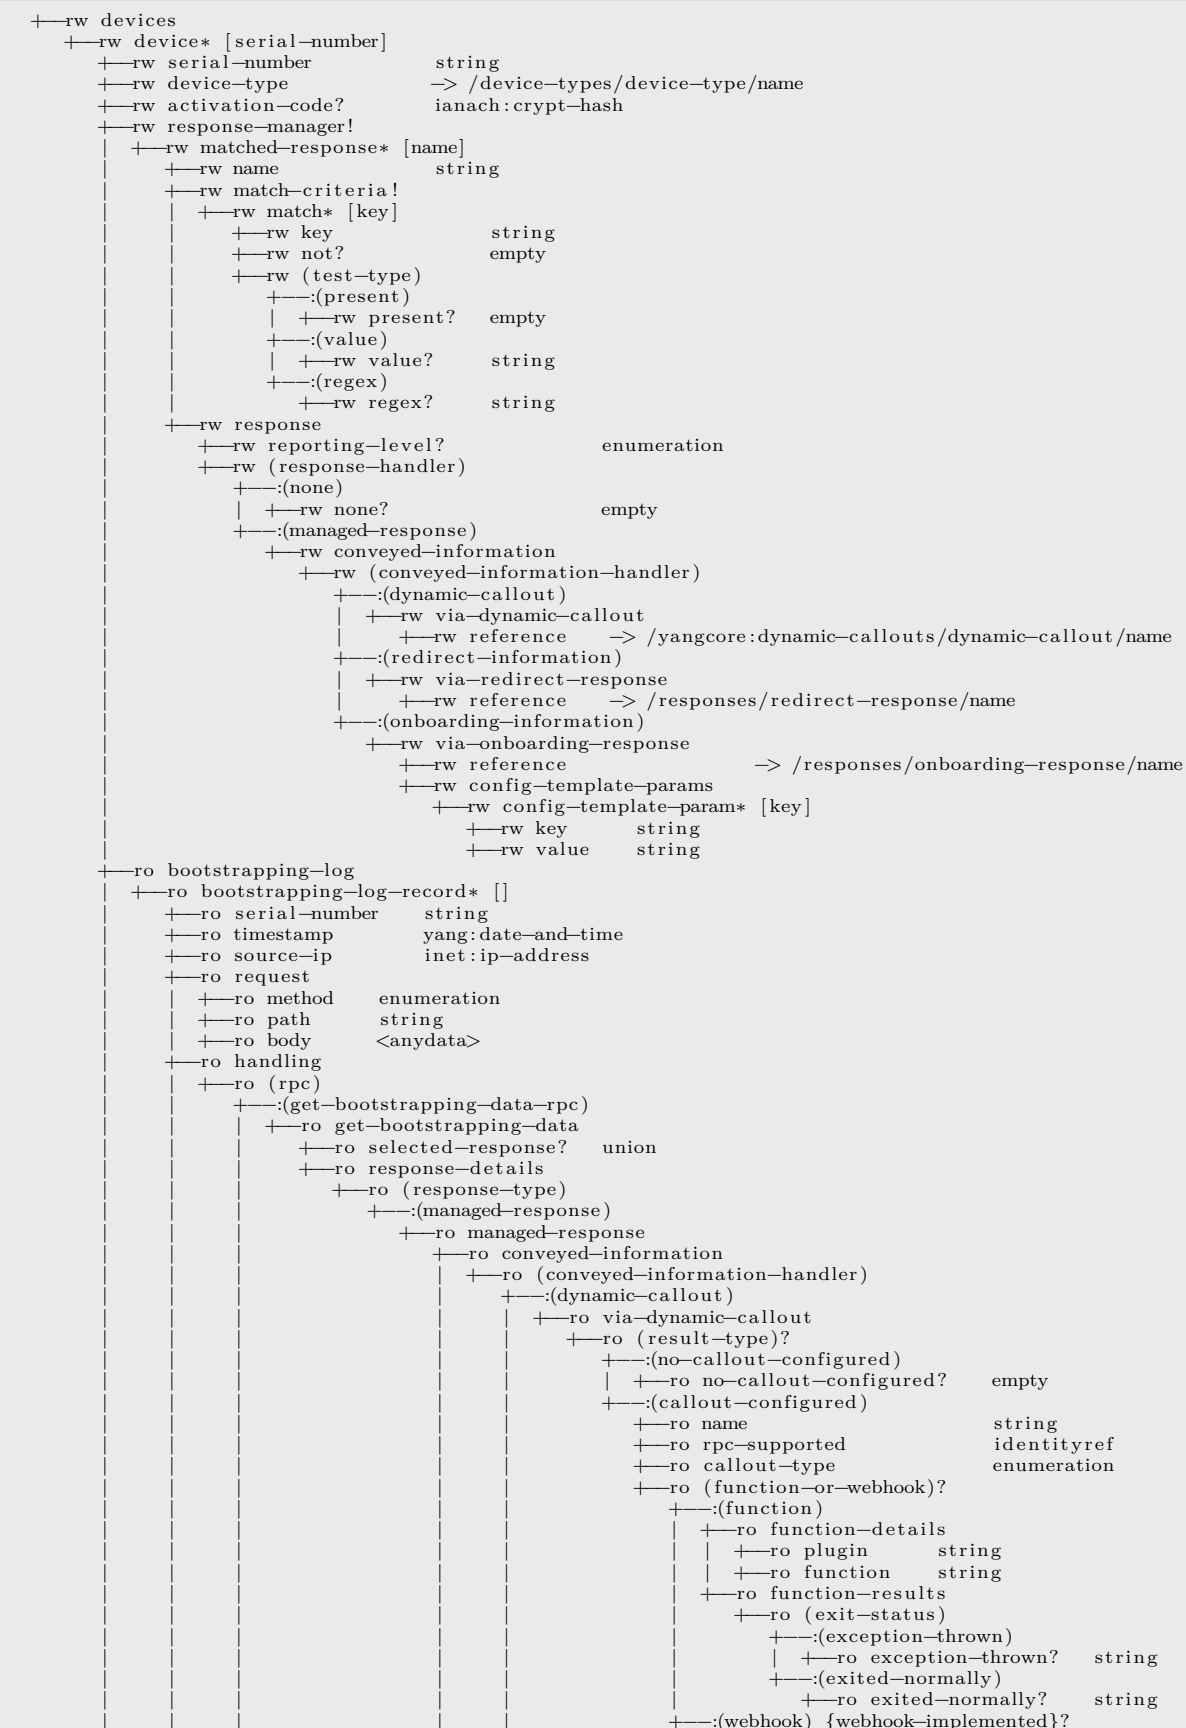 +--rw devices
   +--rw device* [serial-number]
      +--rw serial-number           string
      +--rw device-type             -> /device-types/device-type/name
      +--rw activation-code?        ianach:crypt-hash
      +--rw response-manager!
      |  +--rw matched-response* [name]
      |     +--rw name              string
      |     +--rw match-criteria!
      |     |  +--rw match* [key]
      |     |     +--rw key              string
      |     |     +--rw not?             empty
      |     |     +--rw (test-type)
      |     |        +--:(present)
      |     |        |  +--rw present?   empty
      |     |        +--:(value)
      |     |        |  +--rw value?     string
      |     |        +--:(regex)
      |     |           +--rw regex?     string
      |     +--rw response
      |        +--rw reporting-level?              enumeration
      |        +--rw (response-handler)
      |           +--:(none)
      |           |  +--rw none?                   empty
      |           +--:(managed-response)
      |              +--rw conveyed-information
      |                 +--rw (conveyed-information-handler)
      |                    +--:(dynamic-callout)
      |                    |  +--rw via-dynamic-callout
      |                    |     +--rw reference    -> /yangcore:dynamic-callouts/dynamic-callout/name
      |                    +--:(redirect-information)
      |                    |  +--rw via-redirect-response
      |                    |     +--rw reference    -> /responses/redirect-response/name
      |                    +--:(onboarding-information)
      |                       +--rw via-onboarding-response
      |                          +--rw reference                 -> /responses/onboarding-response/name
      |                          +--rw config-template-params
      |                             +--rw config-template-param* [key]
      |                                +--rw key      string
      |                                +--rw value    string
      +--ro bootstrapping-log
      |  +--ro bootstrapping-log-record* []
      |     +--ro serial-number    string
      |     +--ro timestamp        yang:date-and-time
      |     +--ro source-ip        inet:ip-address
      |     +--ro request
      |     |  +--ro method    enumeration
      |     |  +--ro path      string
      |     |  +--ro body      <anydata>
      |     +--ro handling
      |     |  +--ro (rpc)
      |     |     +--:(get-bootstrapping-data-rpc)
      |     |     |  +--ro get-bootstrapping-data
      |     |     |     +--ro selected-response?   union
      |     |     |     +--ro response-details
      |     |     |        +--ro (response-type)
      |     |     |           +--:(managed-response)
      |     |     |              +--ro managed-response
      |     |     |                 +--ro conveyed-information
      |     |     |                 |  +--ro (conveyed-information-handler)
      |     |     |                 |     +--:(dynamic-callout)
      |     |     |                 |     |  +--ro via-dynamic-callout
      |     |     |                 |     |     +--ro (result-type)?
      |     |     |                 |     |        +--:(no-callout-configured)
      |     |     |                 |     |        |  +--ro no-callout-configured?    empty
      |     |     |                 |     |        +--:(callout-configured)
      |     |     |                 |     |           +--ro name                      string
      |     |     |                 |     |           +--ro rpc-supported             identityref
      |     |     |                 |     |           +--ro callout-type              enumeration
      |     |     |                 |     |           +--ro (function-or-webhook)?
      |     |     |                 |     |              +--:(function)
      |     |     |                 |     |              |  +--ro function-details
      |     |     |                 |     |              |  |  +--ro plugin      string
      |     |     |                 |     |              |  |  +--ro function    string
      |     |     |                 |     |              |  +--ro function-results
      |     |     |                 |     |              |     +--ro (exit-status)
      |     |     |                 |     |              |        +--:(exception-thrown)
      |     |     |                 |     |              |        |  +--ro exception-thrown?   string
      |     |     |                 |     |              |        +--:(exited-normally)
      |     |     |                 |     |              |           +--ro exited-normally?    string
      |     |     |                 |     |              +--:(webhook) {webhook-implemented}?